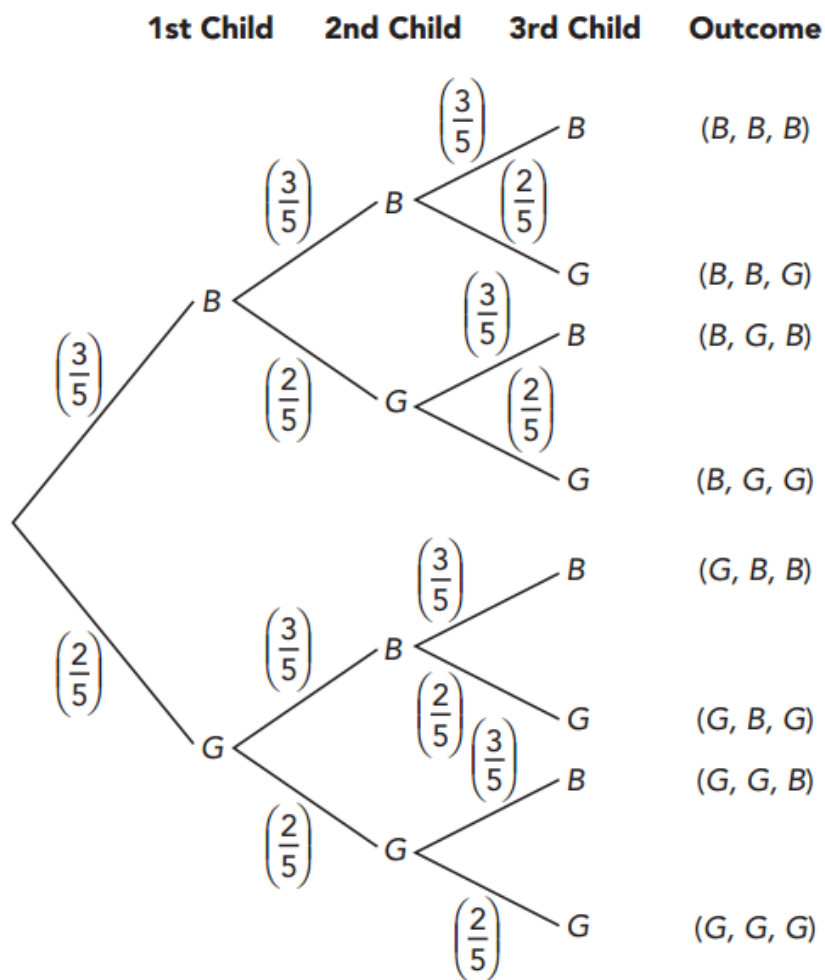 1st Child 2nd Child 3rd Child Outcome
(3/5) B (B, B, B)
(3/5) B (2/5)
G (B, B, G)
B (3/5) B (B, G, B)
(3/5) (2/5) G (2/5)
G (B, G, G)
(3/5) B (G, B, B)
(2/5) (3/5) B (2/5) G (G, B, G)
G (3/5) B (G, G, B)
(2/5) G
(2/5) G (G, G, G)